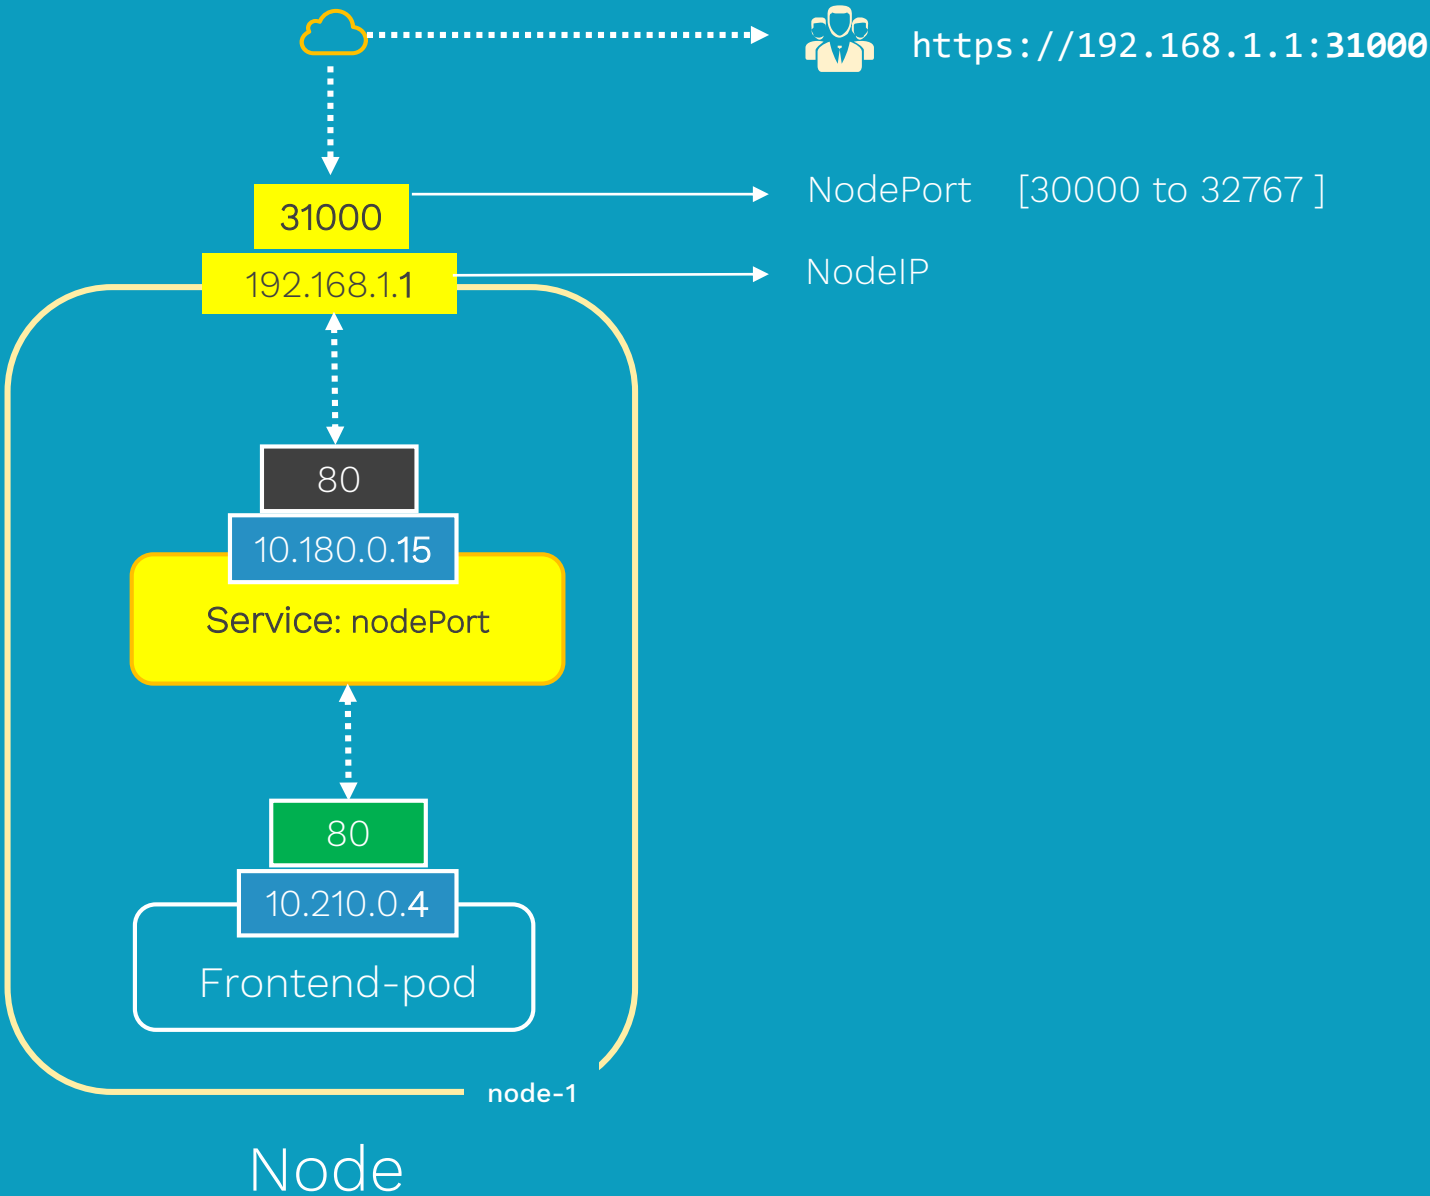 https://192.168.1.1:31000
31000
NodePort [30000 to 32767 ]
192.168.1.1
NodeIP
80
10.180.0.15
Service: nodePort
80
10.210.0.4
Frontend-pod
node-1
Node